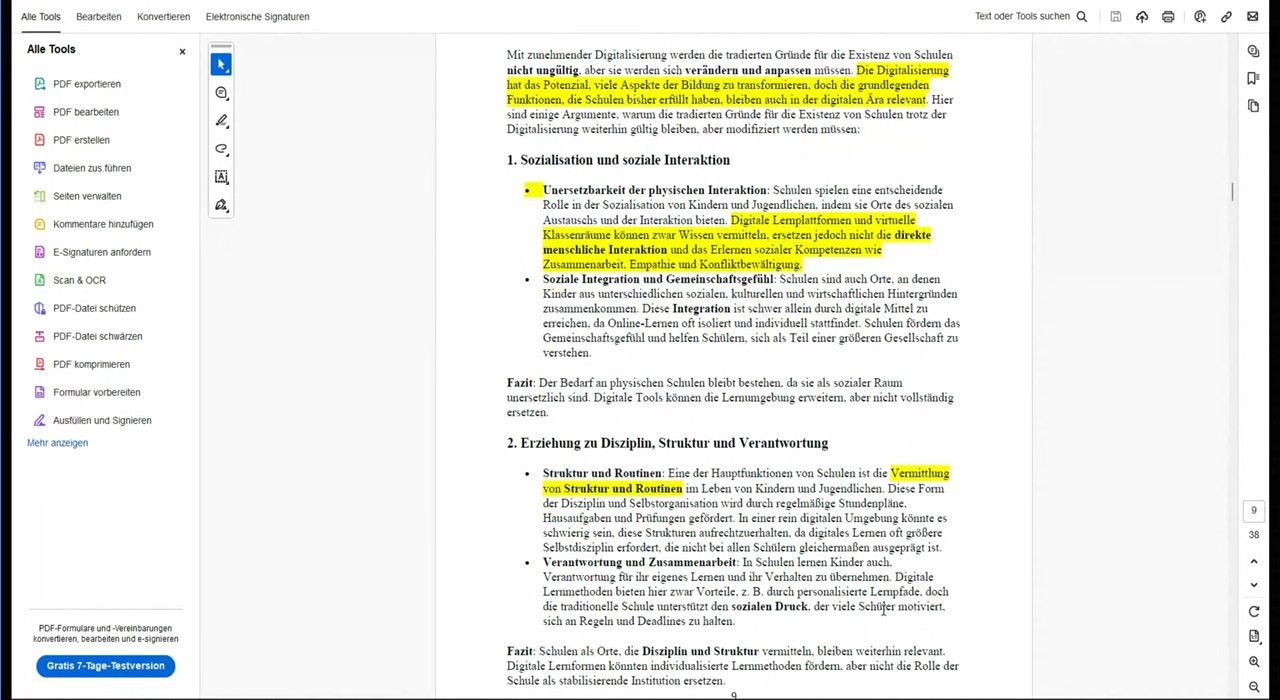 Alle Tools
Bearbeiten
Konvertieren
Elektronische Signaturen
Text oder Tools suchen
Alle Tools
PDF exportieren
PDF bearbeiten
PDF erstellen
Dateien zus führen
Seiten verwalten
Kommentare hinzufügen
E-Signaturen anfordern
Scan & OCR
PDF-Datei schützen
PDF-Datei schwärzen
PDF komprimieren
Formular vorbereiten
Ausfüllen und Signieren
Mehr anzeigen
PDF-Formulare und -Vereinbarungen
konvertieren, bearbeiten und e-signieren
Gratis 7-Tage-Testversion
Mit zunehmender Digitalisierung werden die tradierten Gründe für die Existenz von Schulen
nicht ungültig, aber sie werden sich verändern und anpassen müssen. Die Digitalisierung
hat das Potenzial, viele Aspekte der Bildung zu transformieren, doch die grundlegenden
Funktionen, die Schulen bisher erfüllt haben, bleiben auch in der digitalen Ära relevant. Hier
sind einige Argumente, warum die tradierten Gründe für die Existenz von Schulen trotz der
Digitalisierung weiterhin gültig bleiben, aber modifiziert werden müssen:
1. Sozialisation und soziale Interaktion
• Unersetzbarkeit der physischen Interaktion: Schulen spielen eine entscheidende
Rolle in der Sozialisation von Kindern und Jugendlichen, indem sie Orte des sozialen
Austauschs und der Interaktion bieten. Digitale Lernplattformen und virtuelle
Klassenräume können zwar Wissen vermitteln, ersetzen jedoch nicht die direkte
menschliche Interaktion und das Erlernen sozialer Kompetenzen wie
Zusammenarbeit, Empathie und Konfliktbewältigung.
• Soziale Integration und Gemeinschaftsgefühl: Schulen sind auch Orte, an denen
Kinder aus unterschiedlichen sozialen, kulturellen und wirtschaftlichen Hintergründen
zusammenkommen. Diese Integration ist schwer allein durch digitale Mittel zu
erreichen, da Online-Lernen oft isoliert und individuell stattfindet. Schulen fördern das
Gemeinschaftsgefühl und helfen Schülern, sich als Teil einer größeren Gesellschaft zu
verstehen.
Fazit: Der Bedarf an physischen Schulen bleibt bestehen, da sie als sozialer Raum
unersetzlich sind. Digitale Tools können die Lernumgebung erweitern, aber nicht vollständig
ersetzen.
2. Erziehung zu Disziplin, Struktur und Verantwortung
• Struktur und Routinen: Eine der Hauptfunktionen von Schulen ist die Vermittlung
von Struktur und Routinen im Leben von Kindern und Jugendlichen. Diese Form
der Disziplin und Selbstorganisation wird durch regelmäßige Stundenpläne,
Hausaufgaben und Prüfungen gefördert. In einer rein digitalen Umgebung könnte es
schwierig sein, diese Strukturen aufrechtzuerhalten, da digitales Lernen oft größere
Selbstdisziplin erfordert, die nicht bei allen Schülern gleichermaßen ausgeprägt ist.
• Verantwortung und Zusammenarbeit: In Schulen lernen Kinder auch,
Verantwortung für ihr eigenes Lernen und ihr Verhalten zu übernehmen. Digitale
Lernmethoden bieten hier zwar Vorteile, z. B. durch personalisierte Lernpfade, doch
die traditionelle Schule unterstützt den sozialen Druck, der viele Schüler motiviert,
sich an Regeln und Deadlines zu halten.
Fazit: Schulen als Orte, die Disziplin und Struktur vermitteln, bleiben weiterhin relevant.
Digitale Lernformen könnten individualisierte Lernmethoden fördern, aber nicht die Rolle der
Schule als stabilisierende Institution ersetzen.
9
9
38